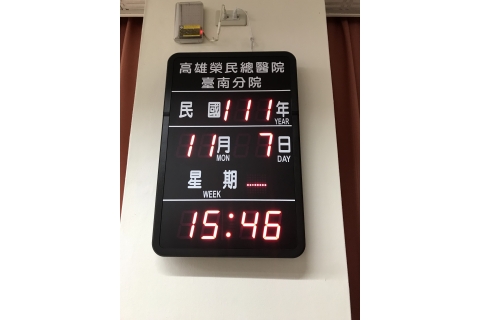 高雄榮民總醫院
臺南分院
民國111年
YEAR
11月 7日
MON DAY
星期
WEEK
15:46